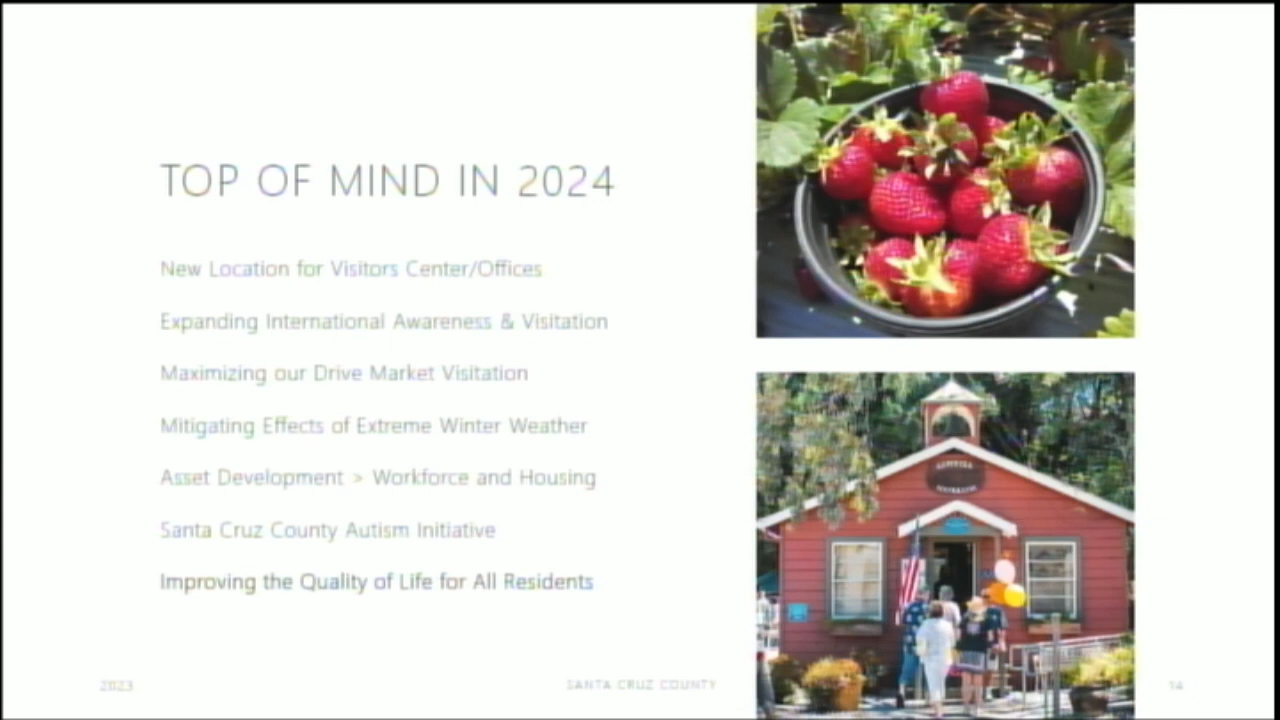 TOP OF MIND IN 2024
New Location for Visitors Center/Offices
Expanding International Awareness & Visitation
Maximizing our Drive Market Visitation
Mitigating Effects of Extreme Winter Weather
Asset Development > Workforce and Housing
Santa Cruz County Autism Initiative
Improving the Quality of Life for All Residents
2023
SANTA CRUZ COUNTY
14